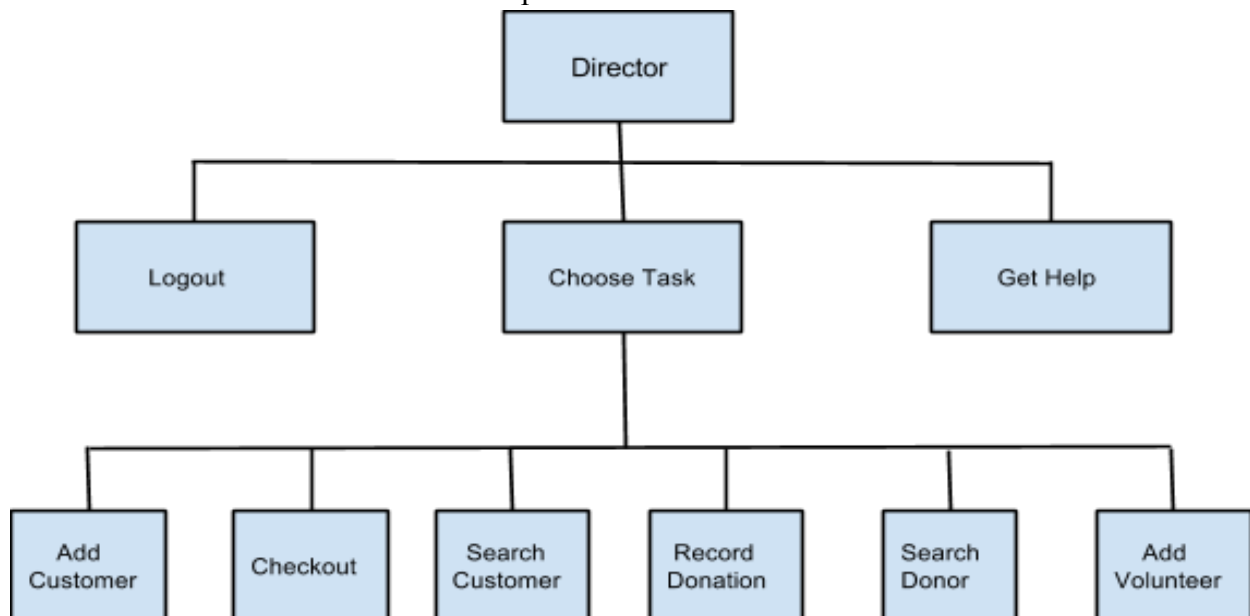 Director
Logout
Choose Task
Get Help
Add
Customer
Checkout
Search
Customer
Record
Donation
Search
Donor
Add
Volunteer